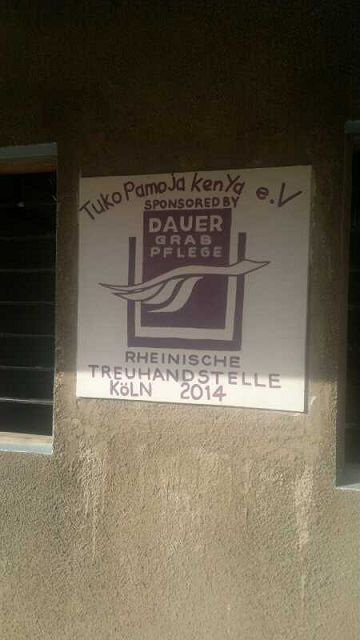 Tuko Pamoja Kenya e.V
SPONSORED BY
DAUER
GRAB
PFLEGE
RHEINISCHE
TREUHANDSTELLE
KÖLN 2014